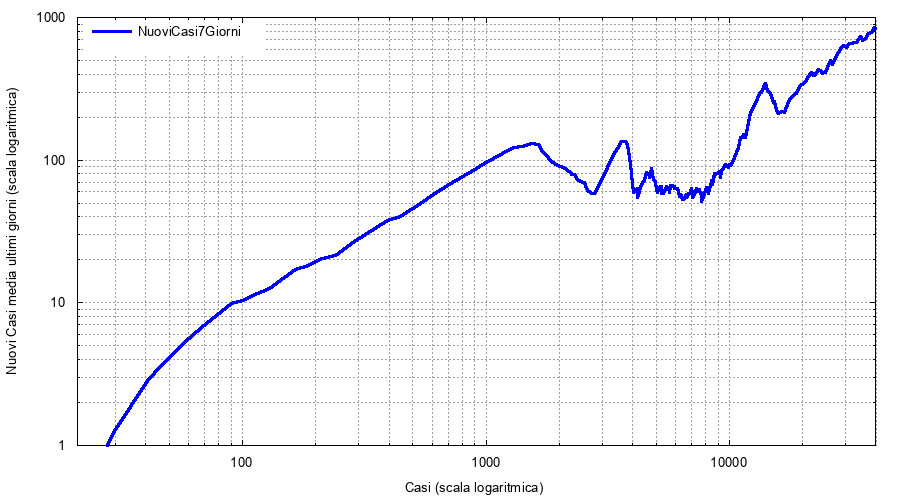 1000
NuoviCasi7Giorni
100
10
1
Nuovi Casi media ultimi giorni (scala logaritmica)
100
1000
10000
Casi (scala logaritmica)